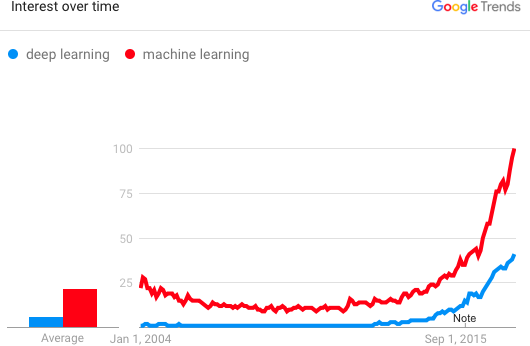 Interest over time
Google Trends
deep learning
machine learning
100
75
50
25
Note
Average
Jan 1, 2004
Sep 1, 2015